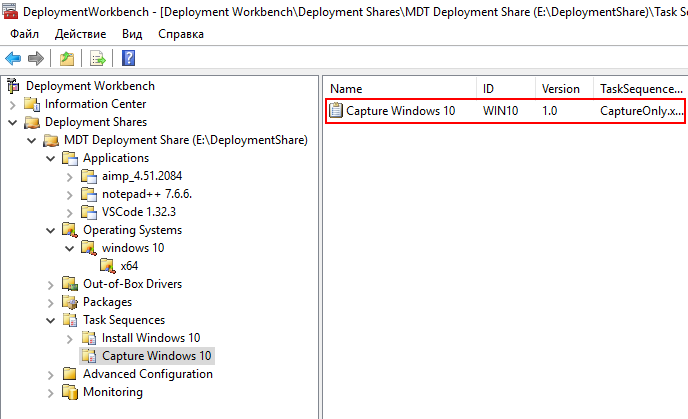 DeploymentWorkbench - [Deployment Workbench\Deployment Shares\MDT Deployment Share (E:\DeploymentShare)\Task Se
Файл Действие Вид Справка
Deployment Workbench
Information Center
Deployment Shares
MDT Deployment Share (E:\DeploymentShare)
Applications
aimp_4.51.2084
notepad++ 7.6.6.
VSCode 1.32.3
Operating Systems
windows 10
x64
Out-of-Box Drivers
Packages
Task Sequences
Install Windows 10
Capture Windows 10
Advanced Configuration
Monitoring
Name ID Version TaskSequence...
Capture Windows 10 WIN10 1.0 CaptureOnly.x...